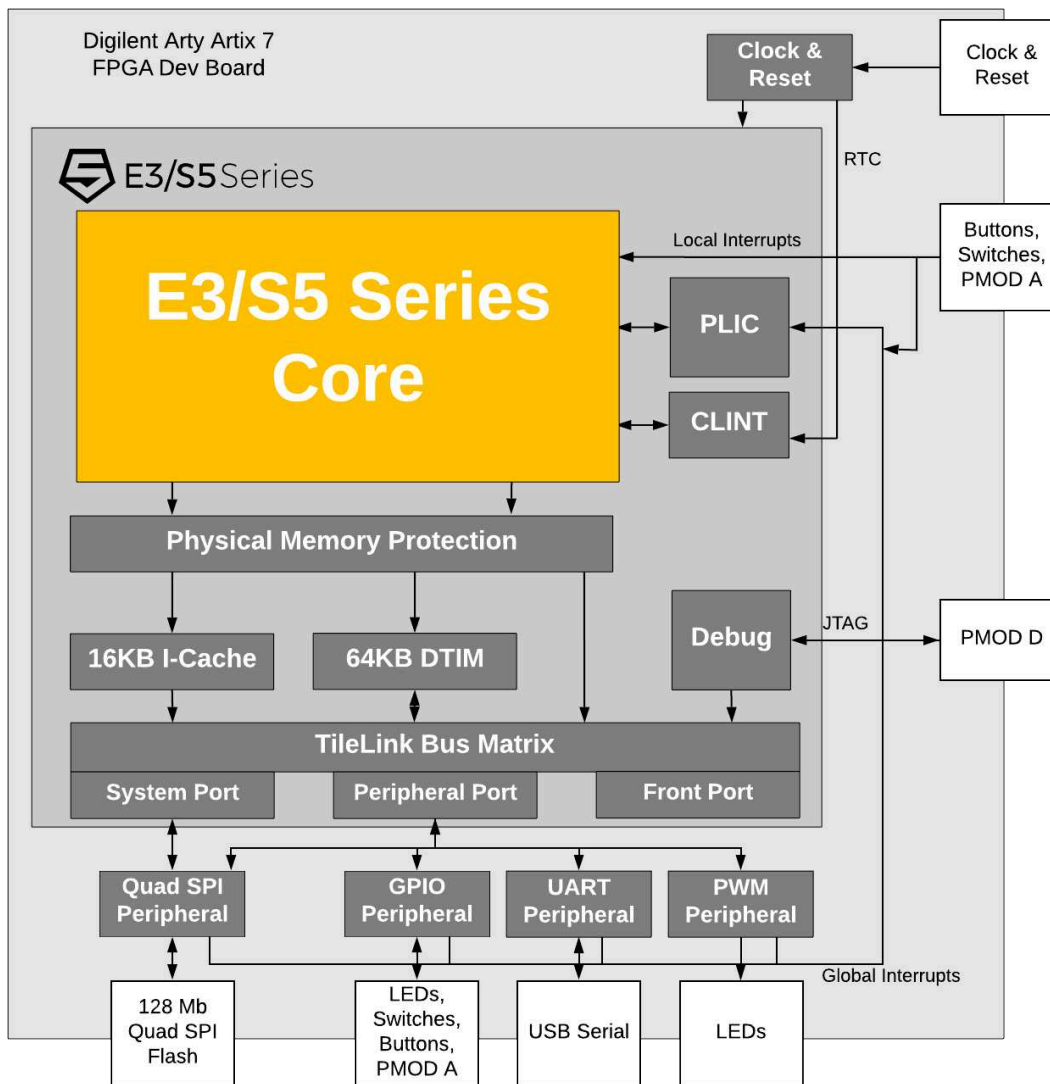 Digilent Arty Artix 7
FPGA Dev Board
Clock &
Reset
Clock &
Reset
RTC
E3/S5 Series
Local Interrupts
Buttons,
Switches,
PMOD A
E3/S5 Series
Core
PLIC
CLINT
Physical Memory Protection
16KB I-Cache
64KB DTIM
Debug
JTAG
PMOD D
TileLink Bus Matrix
System Port
Peripheral Port
Front Port
Quad SPI
Peripheral
GPIO
Peripheral
UART
Peripheral
PWM
Peripheral
Global Interrupts
128 Mb
Quad SPI
Flash
LEDs,
Switches,
Buttons,
PMOD A
USB Serial
LEDs